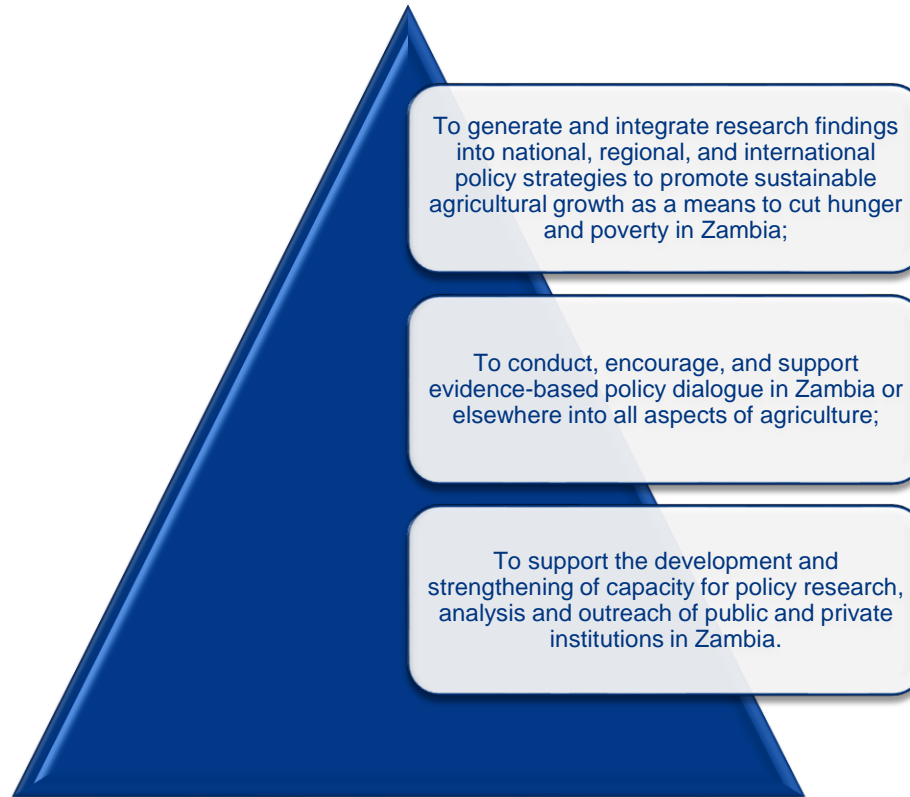 To generate and integrate research findings
into national, regional, and international
policy strategies to promote sustainable
agricultural growth as a means to cut hunger
and poverty in Zambia;
To conduct, encourage, and support
evidence-based policy dialogue in Zambia or
elsewhere into all aspects of agriculture;
To support the development and
strengthening of capacity for policy research,
analysis and outreach of public and private
institutions in Zambia.